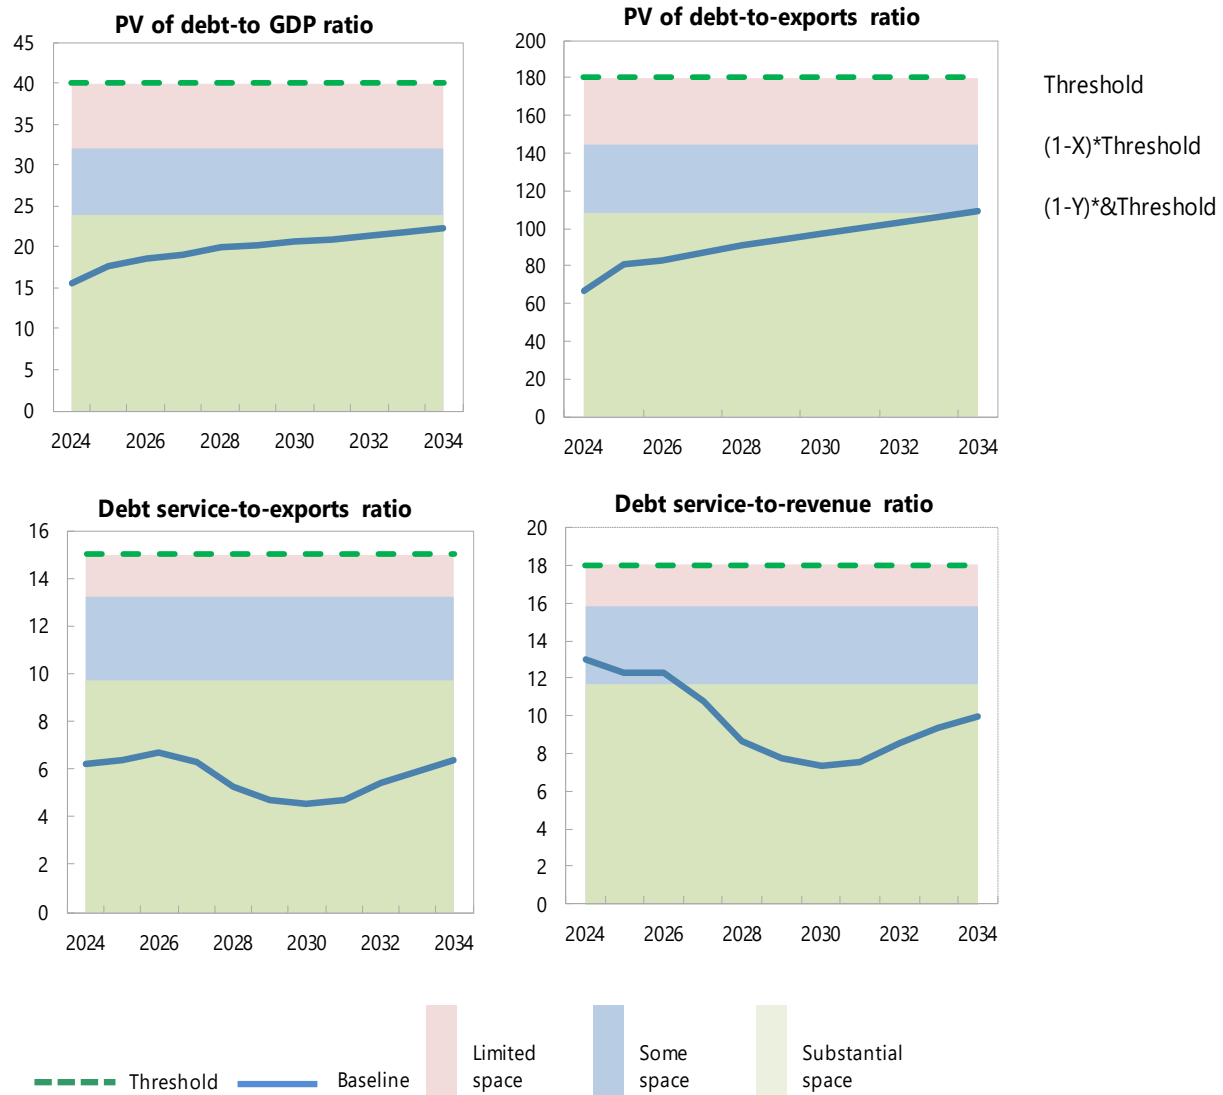 PV of debt-to GDP ratio
45
40
35
30
25
20
15
10
5
0
2024 2026 2028 2030 2032 2034
PV of debt-to-exports ratio
200
180
160
140
120
100
80
60
40
20
0
2024 2026 2028 2030 2032 2034
Threshold
(1-X)*Threshold
(1-Y)*&Threshold
Debt service-to-exports ratio
16
14
12
10
8
6
4
2
0
2024 2026 2028 2030 2032 2034
Debt service-to-revenue ratio
20
18
16
14
12
10
8
6
4
2
0
2024 2026 2028 2030 2032 2034
Threshold
Baseline
Limited
space
Some
space
Substantial
space